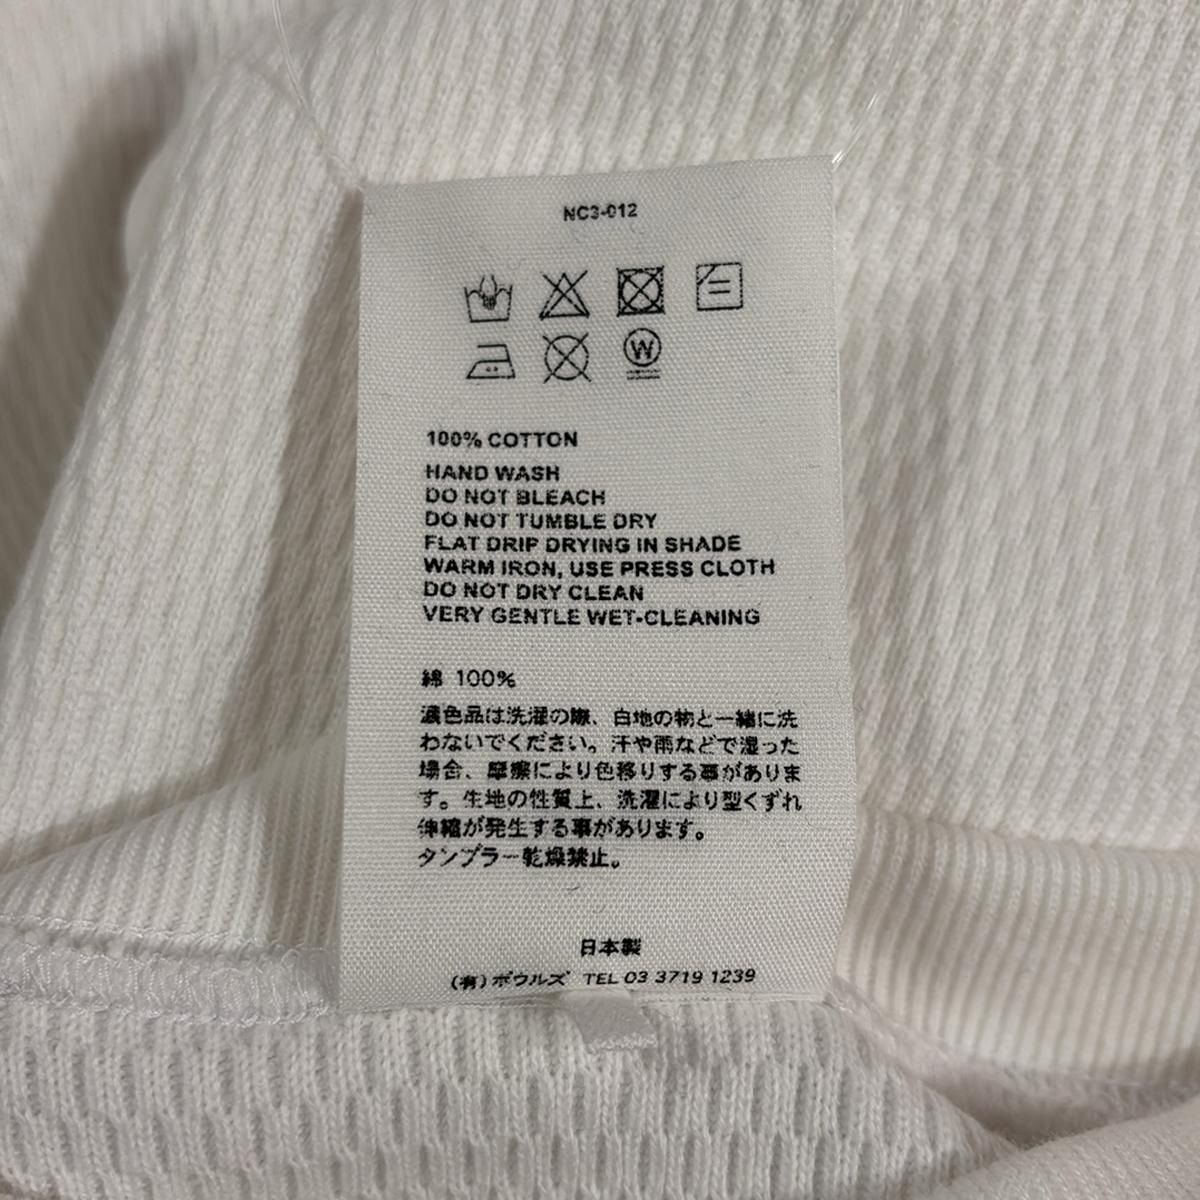 NC3-012
W
100% COTTON
HAND WASH
DO NOT BLEACH
DO NOT TUMBLE DRY
FLAT DRIP DRYING IN SHADE
WARM IRON, USE PRESS CLOTH
DO NOT DRY CLEAN
VERY GENTLE WET-CLEANING
綿 100%
濃色品は洗濯の際、白地の物と一緒に洗
わないでください。汗や雨などで湿った
場合、摩擦により色移りする事がありま
す。生地の性質上、洗濯により型くずれ
伸縮が発生する事があります。
タンブラー乾燥禁止。
日本製
(有)ボウルズ TEL 03 3719 1239